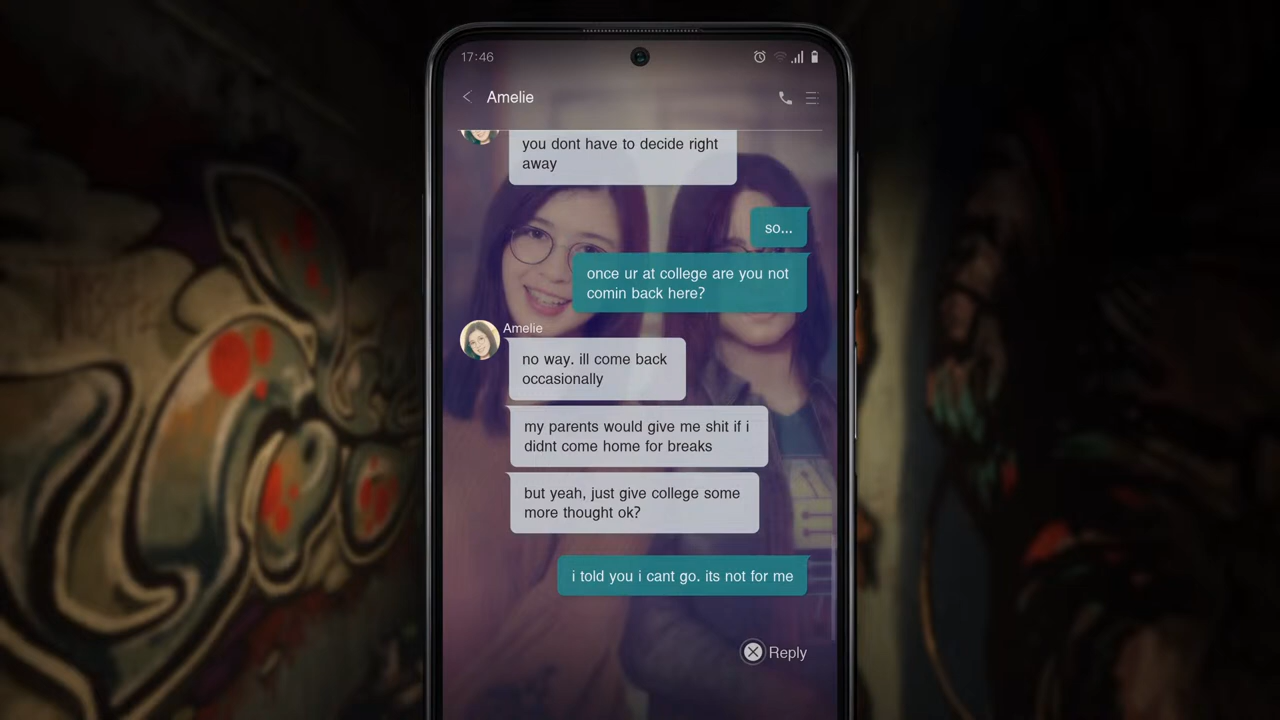 17:46
Amelie
you dont have to decide right
away
so...
once ur at college are you not
comin back here?
Amelie
no way. ill come back
occasionally
my parents would give me shit if i
didnt come home for breaks
but yeah, just give college some
more thought ok?
i told you i cant go. its not for me
Reply